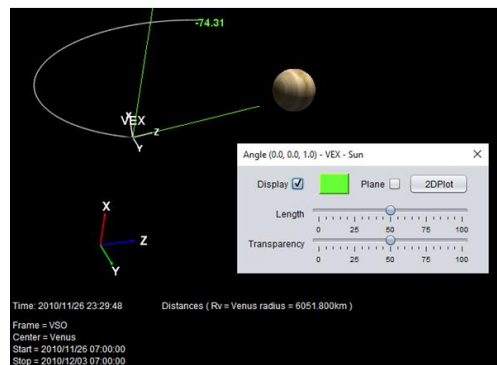 -74.31
X
VEX
Z
Y
Angle (0.0, 0.0, 1.0) - VEX - Sun
Display Plane 2DPlot
Length
0 25 50 75 100
Transparency
0 25 50 75 100
X
Z
Y
Time: 2010/11/26 23:29:48 Distances ( Rv = Venus radius = 6051.800km )
Frame = VSO
Center = Venus
Start = 2010/11/26 07:00:00
Stop = 2010/12/03 07:00:00